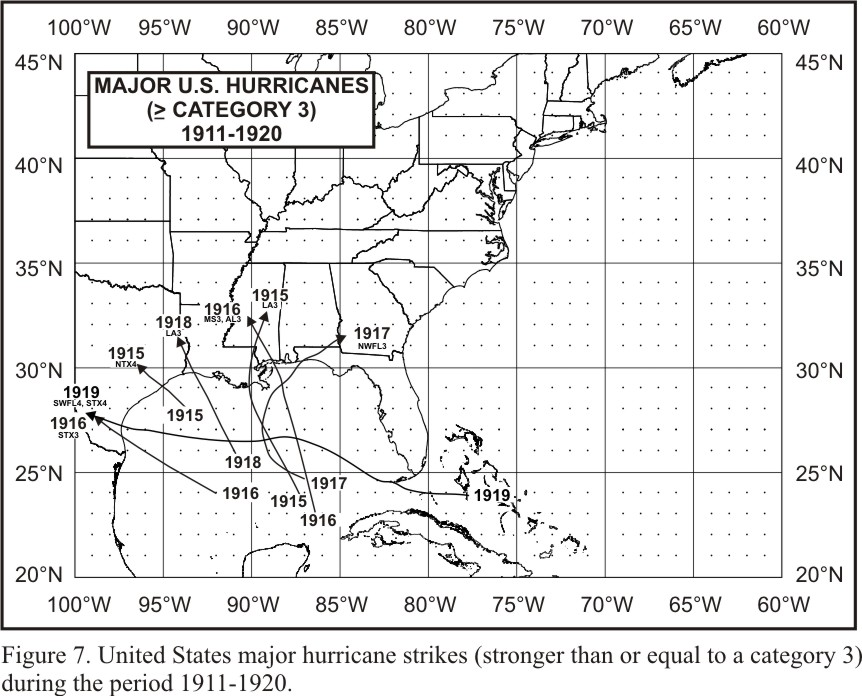 100°W 95°W 90°W 85°W 80°W 75°W 70°W 65°W 60°W
45°N 45°N
MAJOR U.S. HURRICANES
(≥ CATEGORY 3)
1911-1920
40°N 40°N
35°N 35°N
1915
LA3
1916
MS3, AL3
1918
LA3
1917
NWFL3
1915
NTX4
30°N 30°N
1919
SWFL4, STX4
1915
1916
STX3
1918
25°N 25°N
1917
1916
1915
1919
1916
20°N 20°N
100°W 95°W 90°W 85°W 80°W 75°W 70°W 65°W 60°W
Figure 7. United States major hurricane strikes (stronger than or equal to a category 3)
during the period 1911-1920.